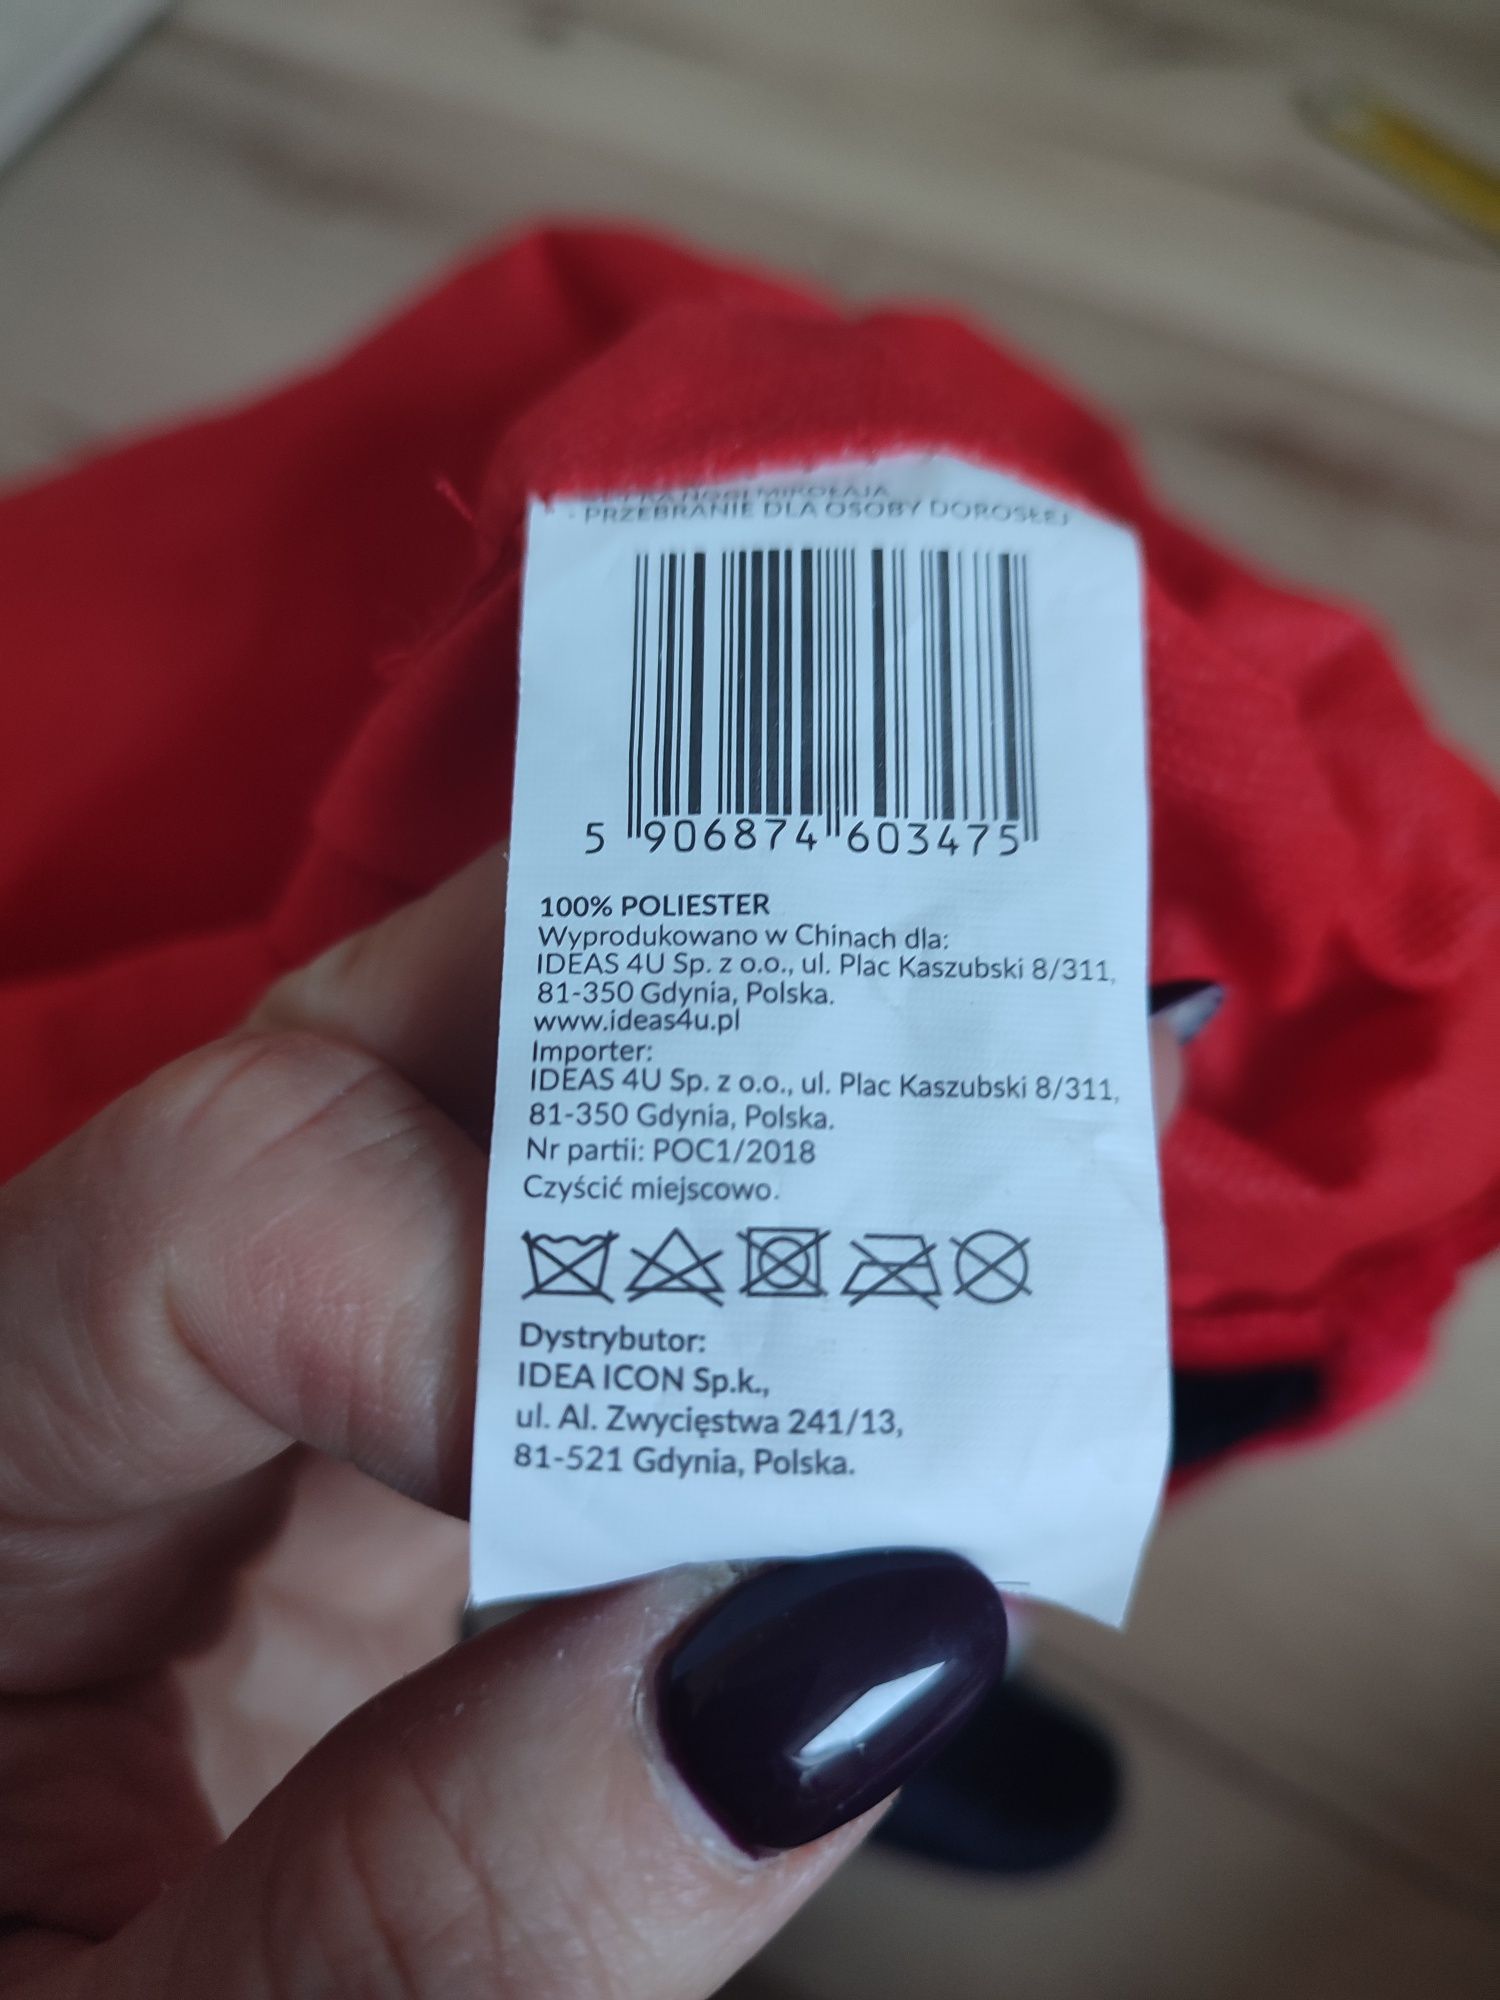 MIKOŁAJA
- PRZEBRANIE DLA OSOBY DOROSŁEJ
5 906874 603475
100% POLIESTER
Wyprodukowano w Chinach dla:
IDEAS 4U Sp. z o.o., ul. Plac Kaszubski 8/311,
81-350 Gdynia, Polska.
www.ideas4u.pl
Importer:
IDEAS 4U Sp. z o.o., ul. Plac Kaszubski 8/311,
81-350 Gdynia, Polska.
Nr partii: POC1/2018
Czyścić miejscowo.
Dystrybutor:
IDEA ICON Sp.k.,
ul. Al. Zwycięstwa 241/13,
81-521 Gdynia, Polska.